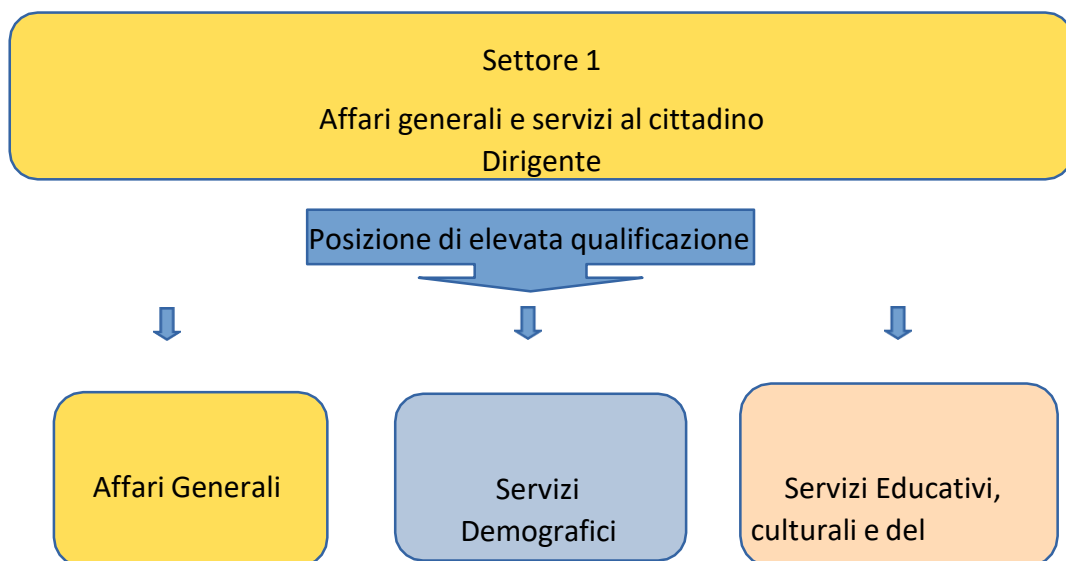 Settore 1
Affari generali e servizi al cittadino
Dirigente
Posizione di elevata qualificazione
Affari Generali
Servizi
Demografici
Servizi Educativi,
culturali e del